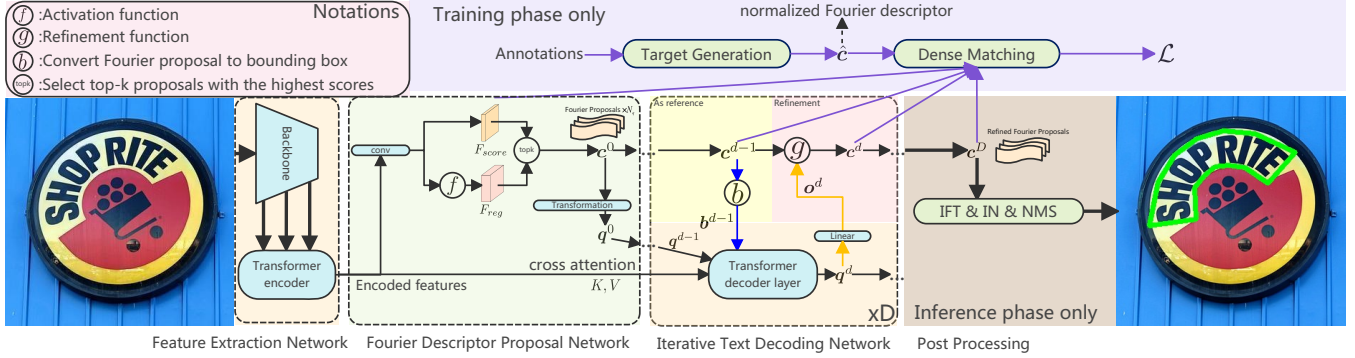 Notations
f :Activation function
g :Refinement function
b :Convert Fourier proposal to bounding box
topk :Select top-k proposals with the highest scores
Training phase only
normalized Fourier descriptor
Annotations
Target Generation
ĉ
Dense Matching
ℒ
SHOP RITE
Backbone
Transformer
encoder
conv
F_score
f
F_reg
topk
Fourier Proposals xN_t
c^0
Transformation
q^0
Encoded features
cross attention
K, V
As reference
Refinement
c^{d-1}
g
c^d
b
o^d
b^{d-1}
q^{d-1}
Linear
Transformer
decoder layer
q^d
xD
Refined Fourier Proposals
c^D
IFT & IN & NMS
Inference phase only
SHOP RITE
Feature Extraction Network
Fourier Descriptor Proposal Network
Iterative Text Decoding Network
Post Processing